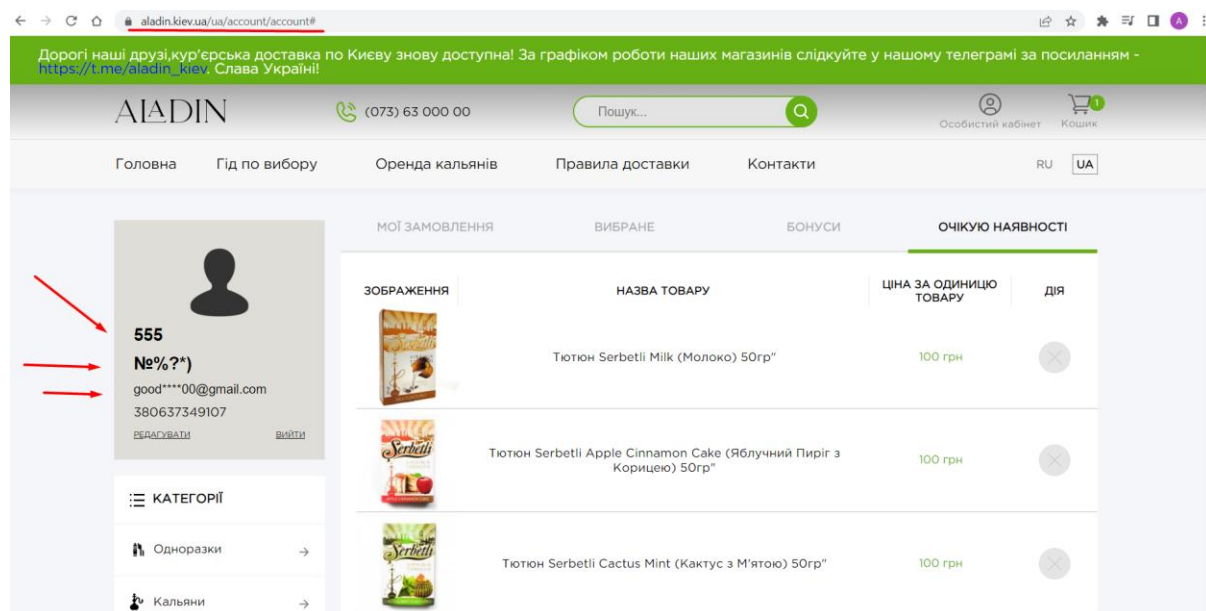 aladin.kiev.ua/ua/account/account#
A
Дорогі наші друзі,кур'єрська доставка по Києву знову доступна! За графіком роботи наших магазинів слідкуйте у нашому телеграмі за посиланням -
https://t.me/aladin_kiev. Слава Україні!
ALADIN
(073) 63 000 00
Пошук...
1
Особистий кабінет
Кошик
Головна
Гід по вибору
Оренда кальянів
Правила доставки
Контакти
RU
UA
МОЇ ЗАМОВЛЕННЯ
ВИБРАНЕ
БОНУСИ
ОЧІКУЮ НАЯВНОСТІ
555
№%?*)
good****00@gmail.com
380637349107
РЕДАГУВАТИ
ВИЙТИ
КАТЕГОРІЇ
Одноразки
Кальяни
ЗОБРАЖЕННЯ
НАЗВА ТОВАРУ
ЦІНА ЗА ОДИНИЦЮ
ТОВАРУ
ДІЯ
Тютюн Serbetli Milk (Молоко) 50гр"
100 грн
Serbetli
Тютюн Serbetli Apple Cinnamon Cake (Яблучний Пиріг з
Корицею) 50гр"
100 грн
Serbetli
Тютюн Serbetli Cactus Mint (Кактус з М'ятою) 50гр"
100 грн